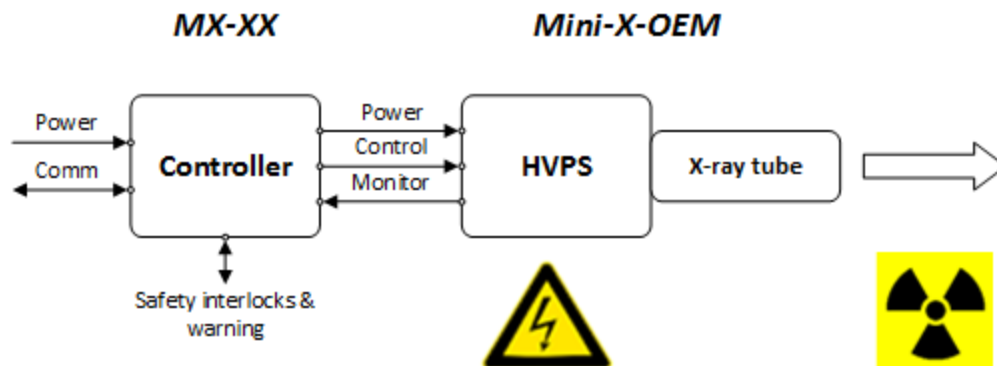 MX-XX
Mini-X-OEM
Power
Comm
Controller
Power
Control
Monitor
HVPS
X-ray tube
Safety interlocks &
warning